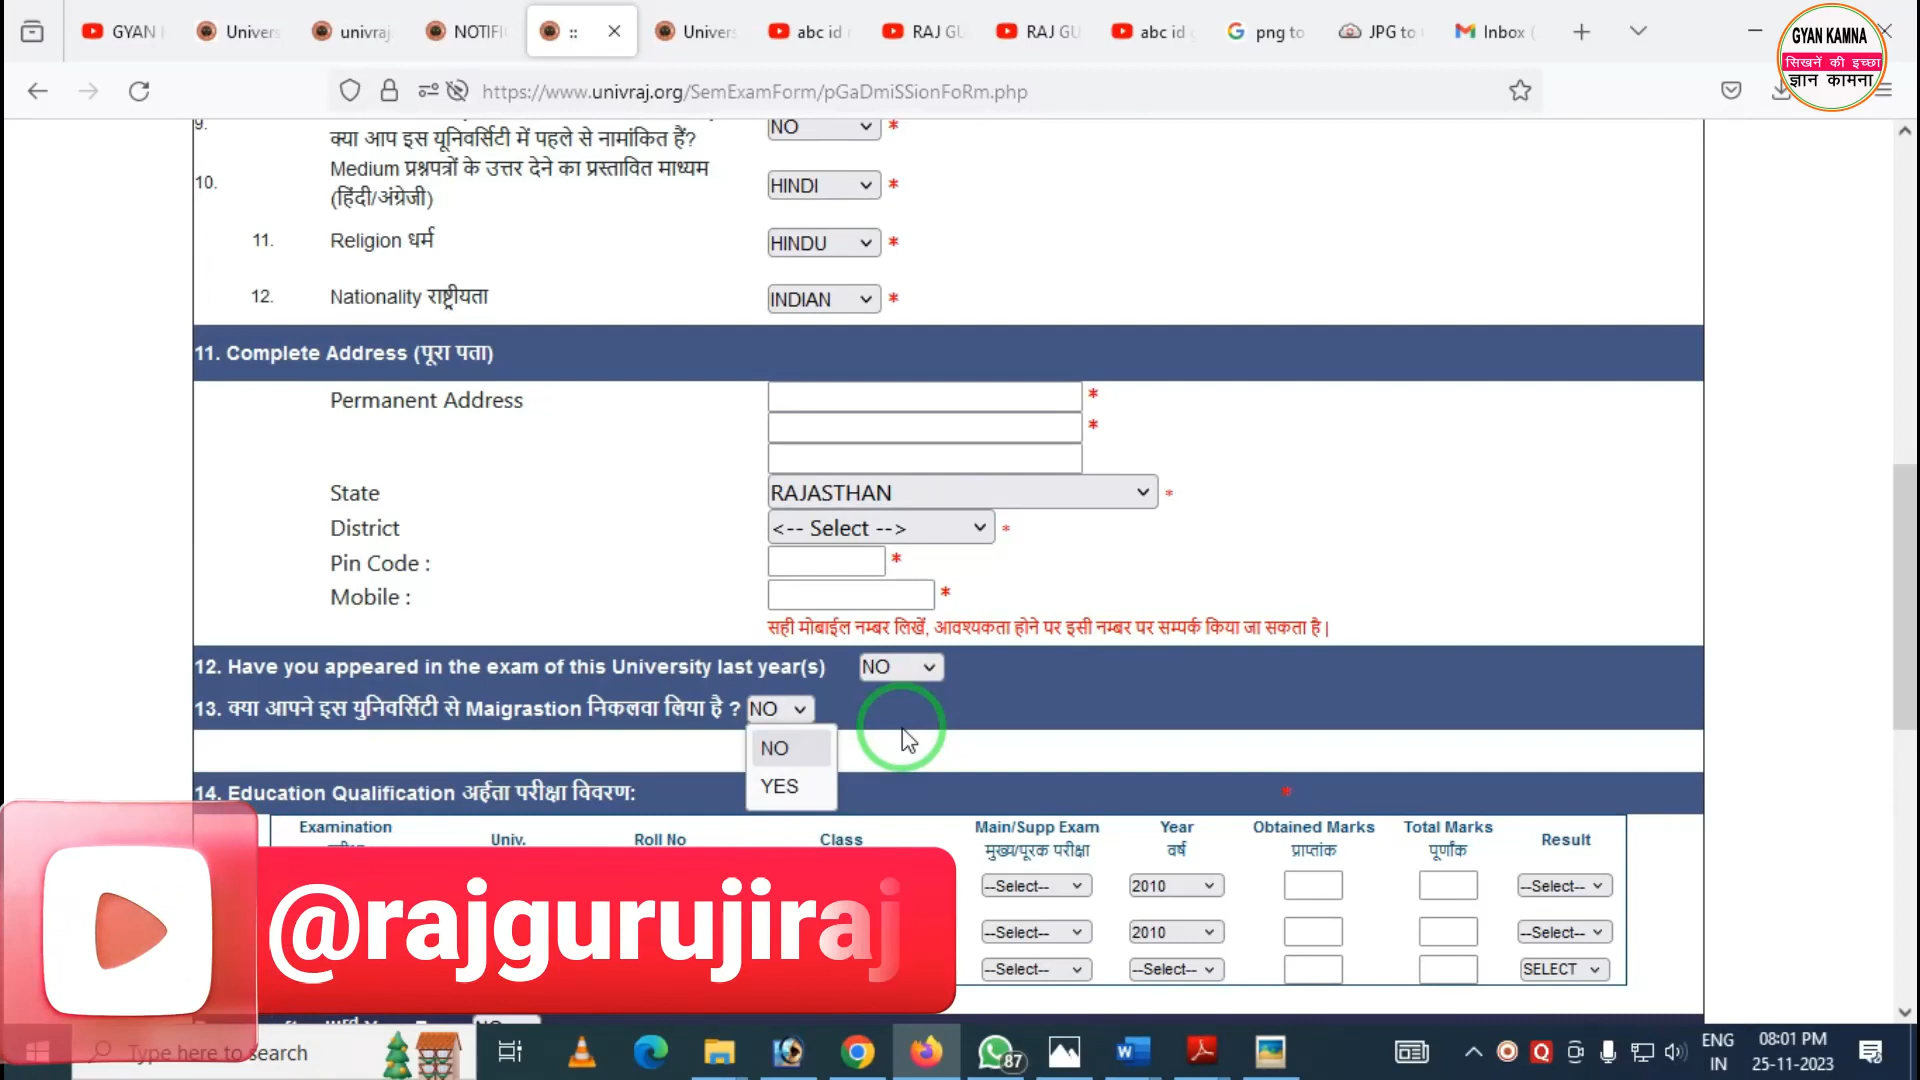 GYAN
Univers
univraj
NOTIFI
::
Univers
abc id
RAJ GU
RAJ GU
abc id
png to
JPG to
Inbox (
GYAN KAMNA
सिखनें की इच्छा
ज्ञान कामना
https://www.univraj.org/SemExamForm/pGaDmiSSionFoRm.php
9.
क्या आप इस यूनिवर्सिटी में पहले से नामांकित हैं?
NO *
10.
Medium प्रश्नपत्रों के उत्तर देने का प्रस्तावित माध्यम
(हिंदी/अंग्रेजी)
HINDI *
11. Religion धर्म HINDU *
12. Nationality राष्ट्रीयता INDIAN *
11. Complete Address (पूरा पता)
Permanent Address *
*
State RAJASTHAN *
District <-- Select --> *
Pin Code : *
Mobile : *
सही मोबाईल नम्बर लिखें, आवश्यकता होने पर इसी नम्बर पर सम्पर्क किया जा सकता है |
12. Have you appeared in the exam of this University last year(s) NO
13. क्या आपने इस युनिवर्सिटी से Maigrastion निकलवा लिया है ? NO
NO
YES
14. Education Qualification अर्हता परीक्षा विवरण: *
Examination Univ. Roll No Class Main/Supp Exam Year Obtained Marks Total Marks Result
मुख्य/पूरक परीक्षा वर्ष प्राप्तांक पूर्णांक
--Select-- 2010 --Select--
--Select-- 2010 --Select--
--Select-- --Select-- SELECT
@rajgurujiraj
Type here to search
87
ENG
IN
08:01 PM
25-11-2023